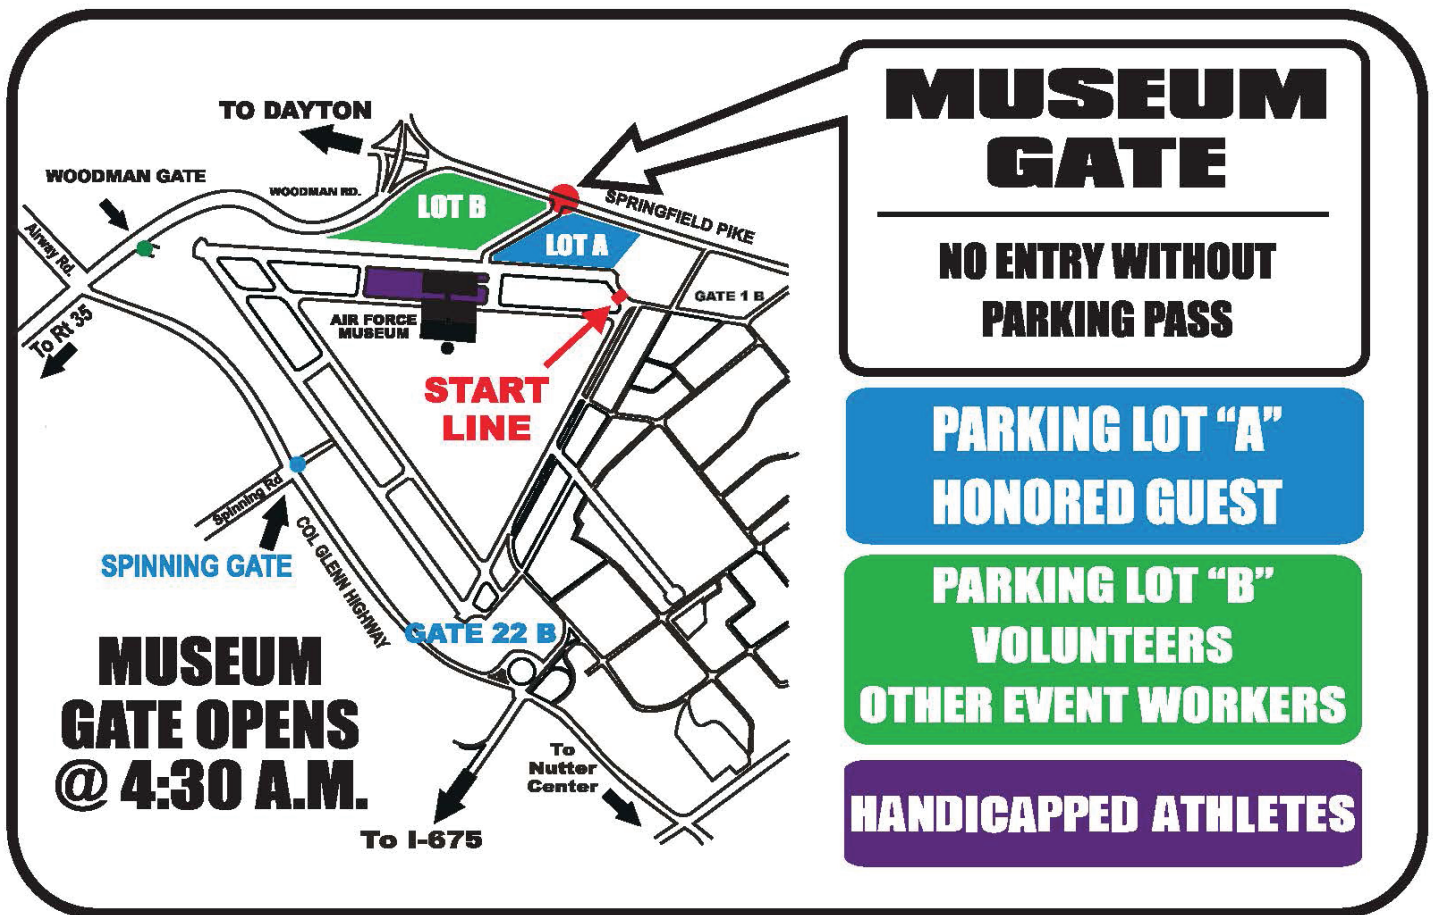 TO DAYTON
WOODMAN GATE
WOODMAN RD.
Airway Rd.
To Rt 35
LOT B
LOT A
SPRINGFIELD PIKE
GATE 1 B
AIR FORCE
MUSEUM
START
LINE
Spinning Rd
SPINNING GATE
COL GLENN HIGHWAY
GATE 22 B
MUSEUM
GATE OPENS
@ 4:30 A.M.
To
Nutter
Center
To I-675
MUSEUM
GATE
NO ENTRY WITHOUT
PARKING PASS
PARKING LOT “A”
HONORED GUEST
PARKING LOT “B”
VOLUNTEERS
OTHER EVENT WORKERS
HANDICAPPED ATHLETES